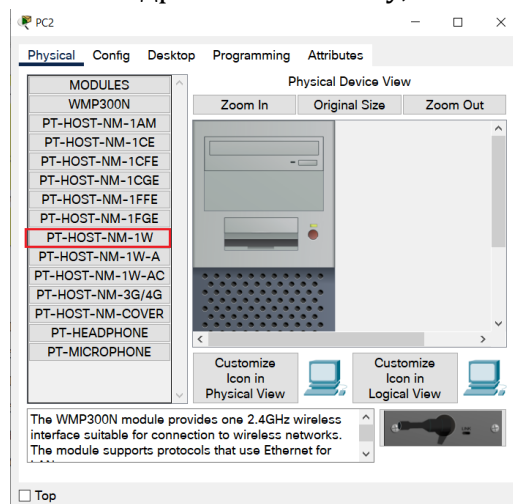 PC2
Physical Config Desktop Programming Attributes
MODULES
WMP300N
PT-HOST-NM-1AM
PT-HOST-NM-1CE
PT-HOST-NM-1CFE
PT-HOST-NM-1CGE
PT-HOST-NM-1FFE
PT-HOST-NM-1FGE
PT-HOST-NM-1W
PT-HOST-NM-1W-A
PT-HOST-NM-1W-AC
PT-HOST-NM-3G/4G
PT-HOST-NM-COVER
PT-HEADPHONE
PT-MICROPHONE
Physical Device View
Zoom In Original Size Zoom Out
Customize
Icon in
Physical View
Customize
Icon in
Logical View
The WMP300N module provides one 2.4GHz wireless
interface suitable for connection to wireless networks.
The module supports protocols that use Ethernet for
Top